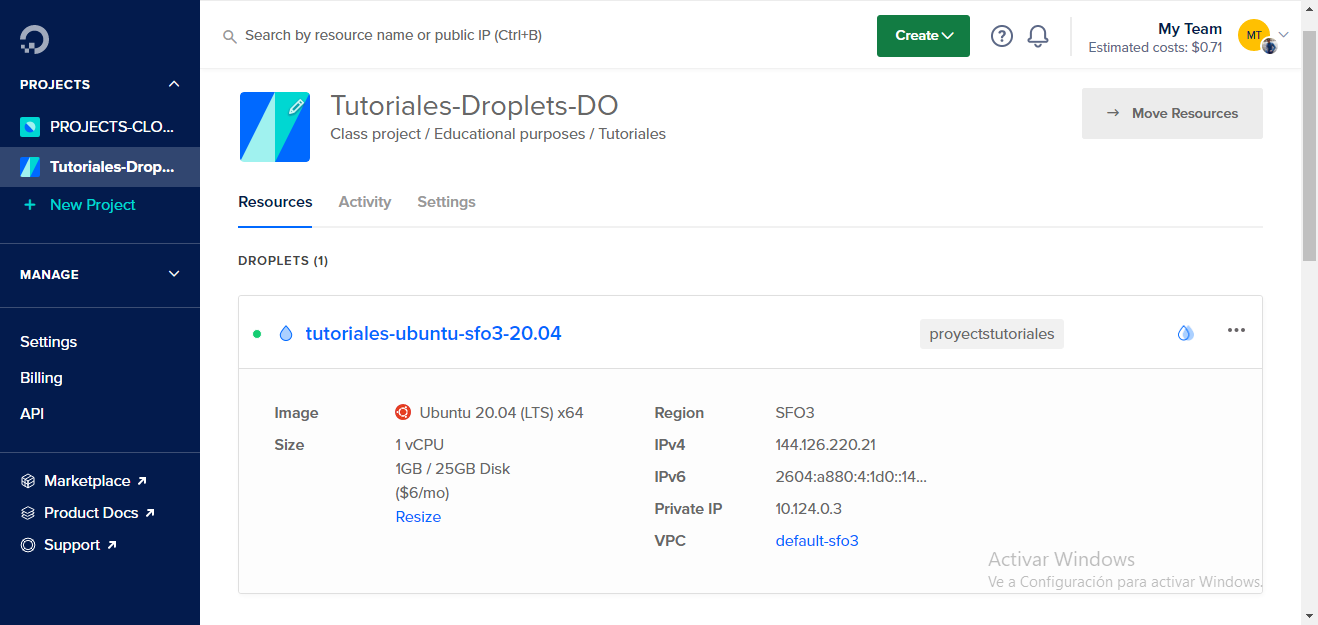 Search by resource name or public IP (Ctrl+B)
Create
My Team
Estimated costs: $0.71
MT
PROJECTS
PROJECTS-CLO...
Tutoriales-Drop...
+ New Project
MANAGE
Settings
Billing
API
Marketplace
Product Docs
Support
Tutoriales-Droplets-DO
Class project / Educational purposes / Tutoriales
→ Move Resources
Resources Activity Settings
DROPLETS (1)
tutoriales-ubuntu-sfo3-20.04
proyectstutoriales
Image Ubuntu 20.04 (LTS) x64
Size 1 vCPU
1GB / 25GB Disk
($6/mo)
Resize
Region SFO3
IPv4 144.126.220.21
IPv6 2604:a880:4:1d0::14...
Private IP 10.124.0.3
VPC default-sfo3
Activar Windows
Ve a Configuración para activar Windows.